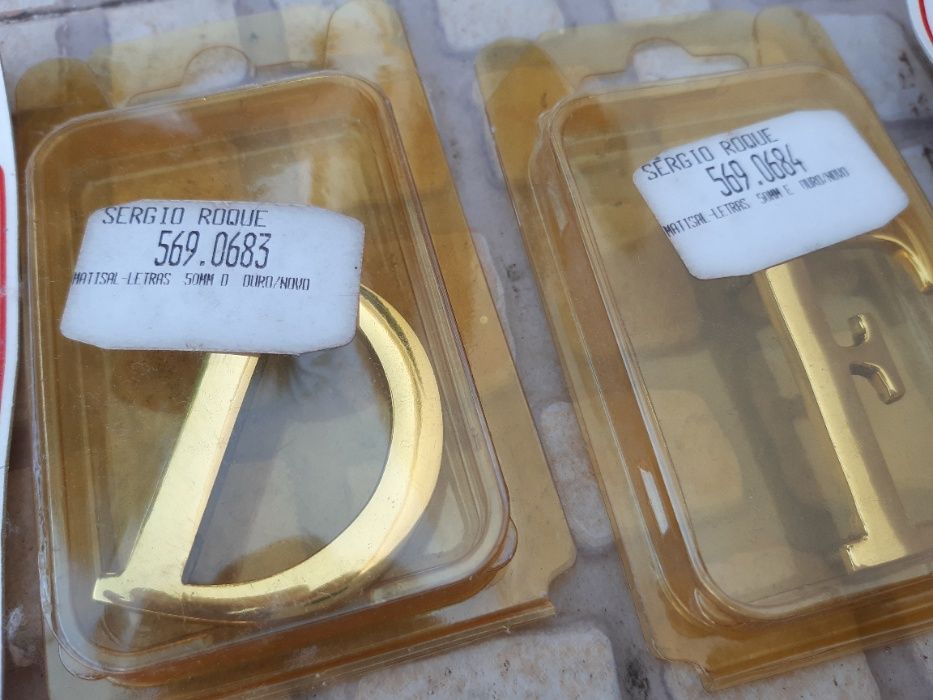 SERGIO ROQUE
569.0683
MATISAL-LETRAS 50MM D OURO/NOVO
D
SERGIO ROQUE
569.0684
MATISAL-LETRAS 50MM E OURO/NOVO
E